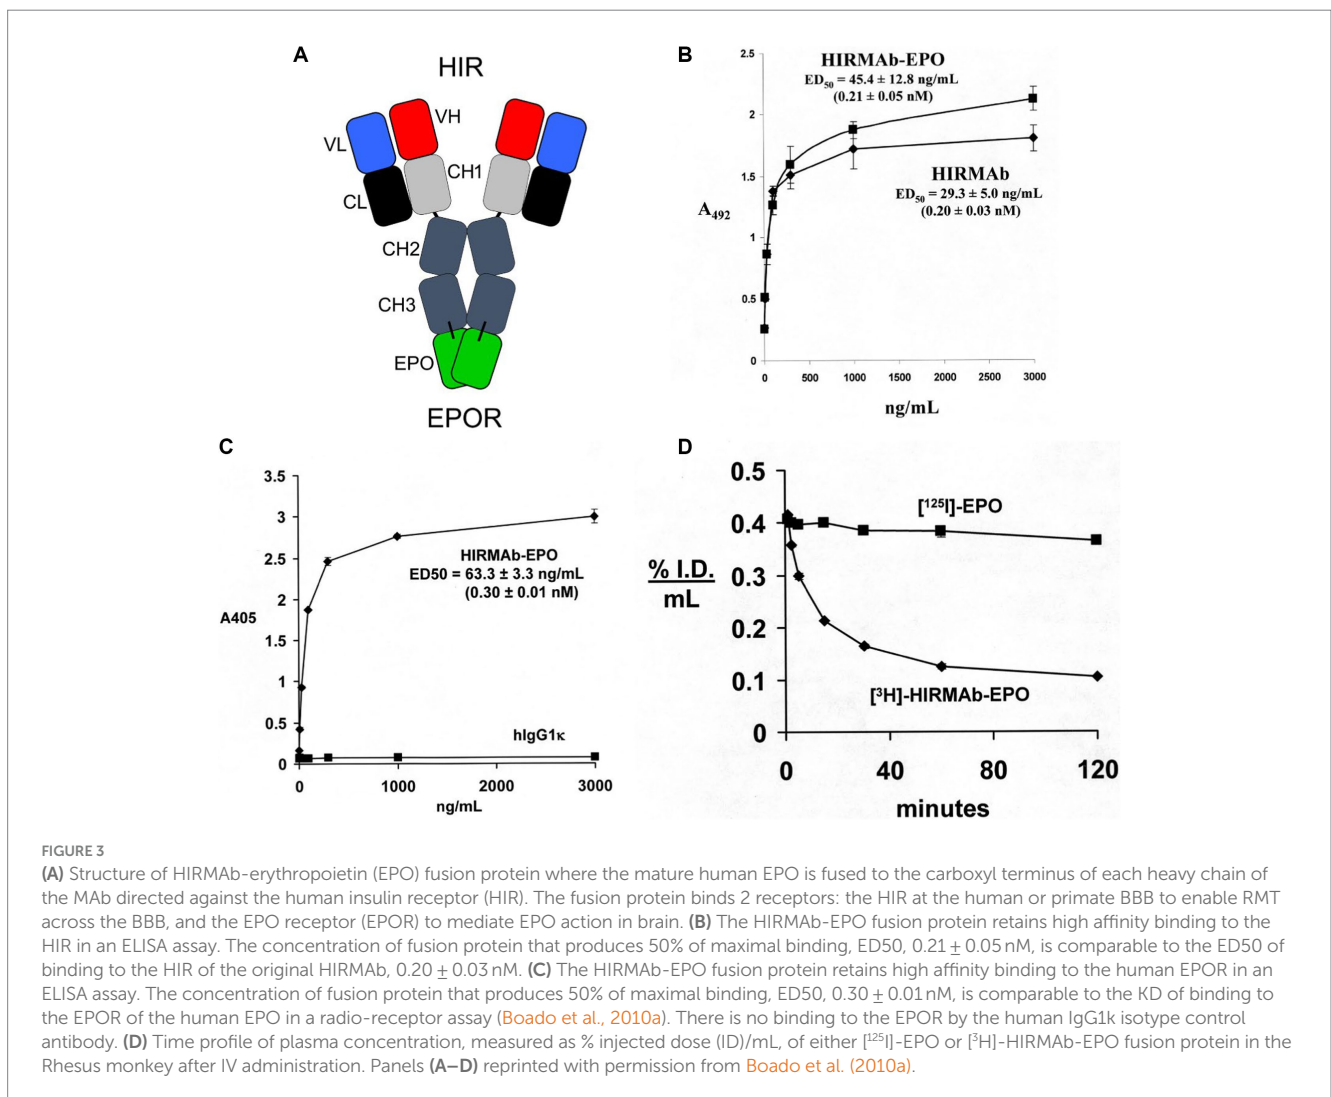 A
HIR
VH
VL
CH1
CL
CH2
CH3
EPO
EPOR
B
2.5
2
1.5
1
0.5
0
A492
HIRMAb-EPO
ED50 = 45.4 ± 12.8 ng/mL
(0.21 ± 0.05 nM)
HIRMAb
ED50 = 29.3 ± 5.0 ng/mL
(0.20 ± 0.03 nM)
0 500 1000 1500 2000 2500 3000
ng/mL
C
3.5
3
2.5
2
1.5
1
0.5
0
A405
HIRMAb-EPO
ED50 = 63.3 ± 3.3 ng/mL
(0.30 ± 0.01 nM)
hIgG1κ
0 1000 2000 3000
ng/mL
D
0.5
0.4
0.3
0.2
0.1
0
% I.D.
mL
[125I]-EPO
[3H]-HIRMAb-EPO
0 40 80 120
minutes
FIGURE 3
(A) Structure of HIRMAb-erythropoietin (EPO) fusion protein where the mature human EPO is fused to the carboxyl terminus of each heavy chain of
the MAb directed against the human insulin receptor (HIR). The fusion protein binds 2 receptors: the HIR at the human or primate BBB to enable RMT
across the BBB, and the EPO receptor (EPOR) to mediate EPO action in brain. (B) The HIRMAb-EPO fusion protein retains high affinity binding to the
HIR in an ELISA assay. The concentration of fusion protein that produces 50% of maximal binding, ED50, 0.21 ± 0.05 nM, is comparable to the ED50 of
binding to the HIR of the original HIRMAb, 0.20 ± 0.03 nM. (C) The HIRMAb-EPO fusion protein retains high affinity binding to the human EPOR in an
ELISA assay. The concentration of fusion protein that produces 50% of maximal binding, ED50, 0.30 ± 0.01 nM, is comparable to the KD of binding to
the EPOR of the human EPO in a radio-receptor assay (Boado et al., 2010a). There is no binding to the EPOR by the human IgG1k isotype control
antibody. (D) Time profile of plasma concentration, measured as % injected dose (ID)/mL, of either [125I]-EPO or [3H]-HIRMAb-EPO fusion protein in the
Rhesus monkey after IV administration. Panels (A–D) reprinted with permission from Boado et al. (2010a).